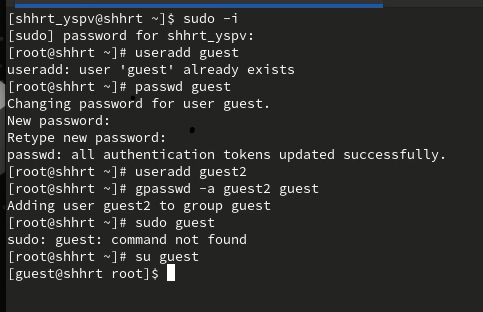 [shhrt_yspv@shhrt ~]$ sudo -i
[sudo] password for shhrt_yspv:
[root@shhrt ~]# useradd guest
useradd: user 'guest' already exists
[root@shhrt ~]# passwd guest
Changing password for user guest.
New password:
Retype new password:
passwd: all authentication tokens updated successfully.
[root@shhrt ~]# useradd guest2
[root@shhrt ~]# gpasswd -a guest2 guest
Adding user guest2 to group guest
[root@shhrt ~]# sudo guest
sudo: guest: command not found
[root@shhrt ~]# su guest
[guest@shhrt root]$